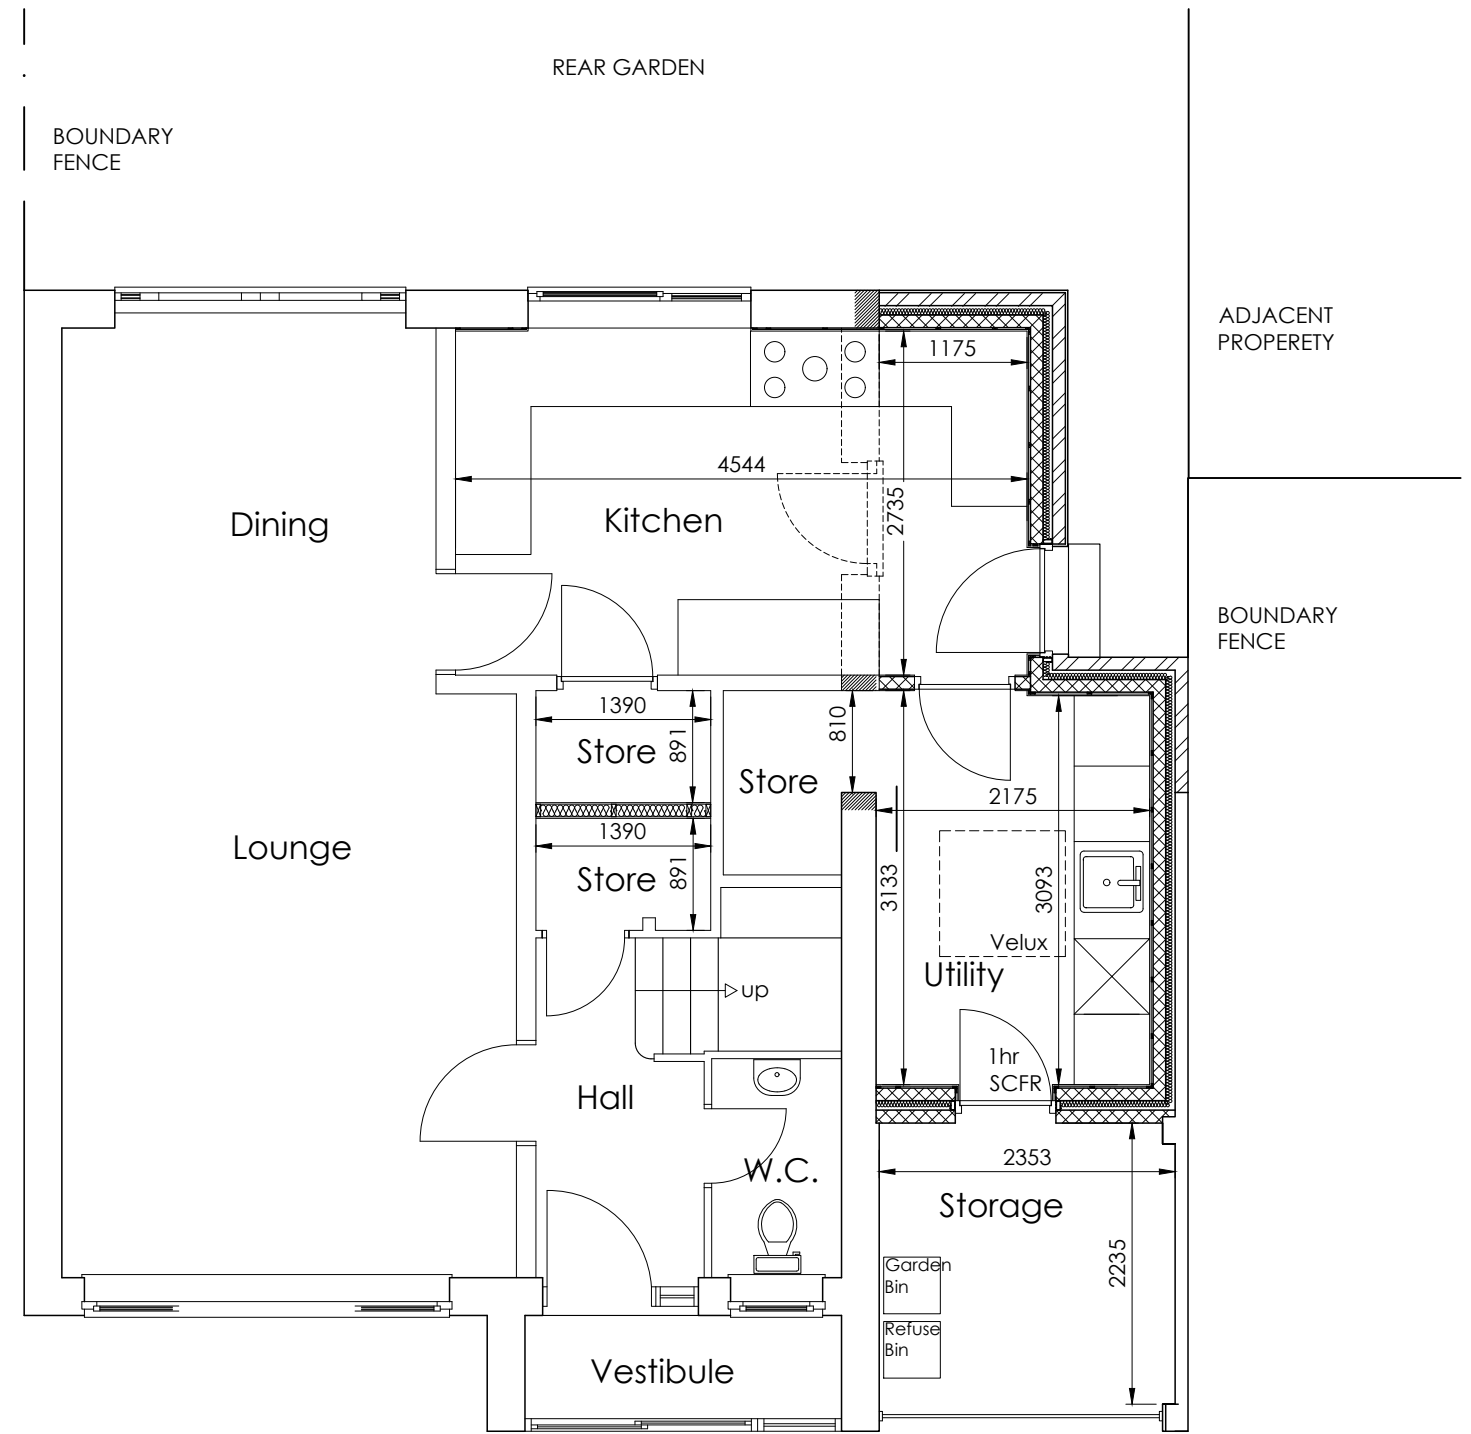 REAR GARDEN
BOUNDARY
FENCE
ADJACENT
PROPERETY
1175
4544
2735
Dining
Kitchen
BOUNDARY
FENCE
1390
Store
891
810
Store
2175
1390
Store
891
Lounge
3133
3093
Velux
Utility
up
1hr
SCFR
Hall
W.C.
2353
Storage
2235
Garden
Bin
Refuse
Bin
Vestibule